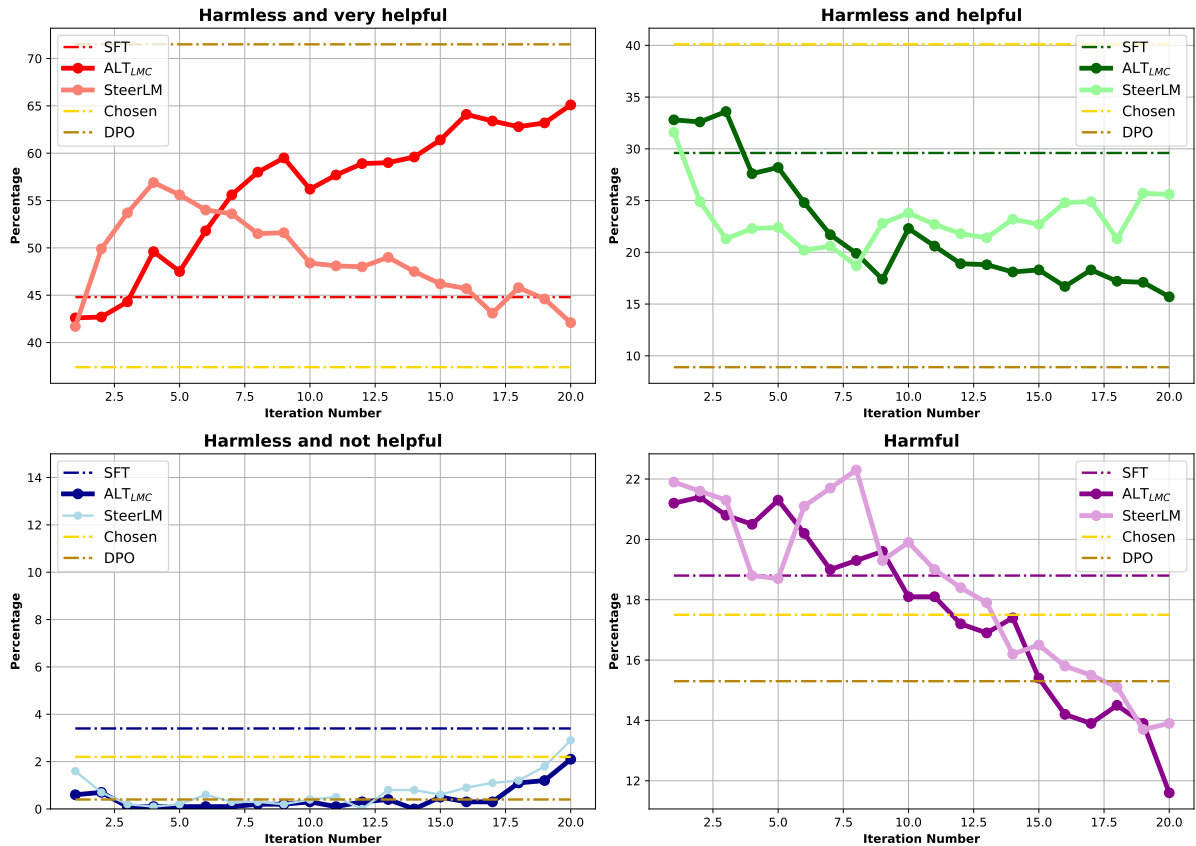 Harmless and very helpful
Percentage
70
65
60
55
50
45
40
SFT
ALT_LMC
SteerLM
Chosen
DPO
2.5 5.0 7.5 10.0 12.5 15.0 17.5 20.0
Iteration Number
Harmless and helpful
Percentage
40
35
30
25
20
15
10
SFT
ALT_LMC
SteerLM
Chosen
DPO
2.5 5.0 7.5 10.0 12.5 15.0 17.5 20.0
Iteration Number
Harmless and not helpful
Percentage
14
12
10
8
6
4
2
0
SFT
ALT_LMC
SteerLM
Chosen
DPO
2.5 5.0 7.5 10.0 12.5 15.0 17.5 20.0
Iteration Number
Harmful
Percentage
22
20
18
16
14
12
SFT
ALT_LMC
SteerLM
Chosen
DPO
2.5 5.0 7.5 10.0 12.5 15.0 17.5 20.0
Iteration Number